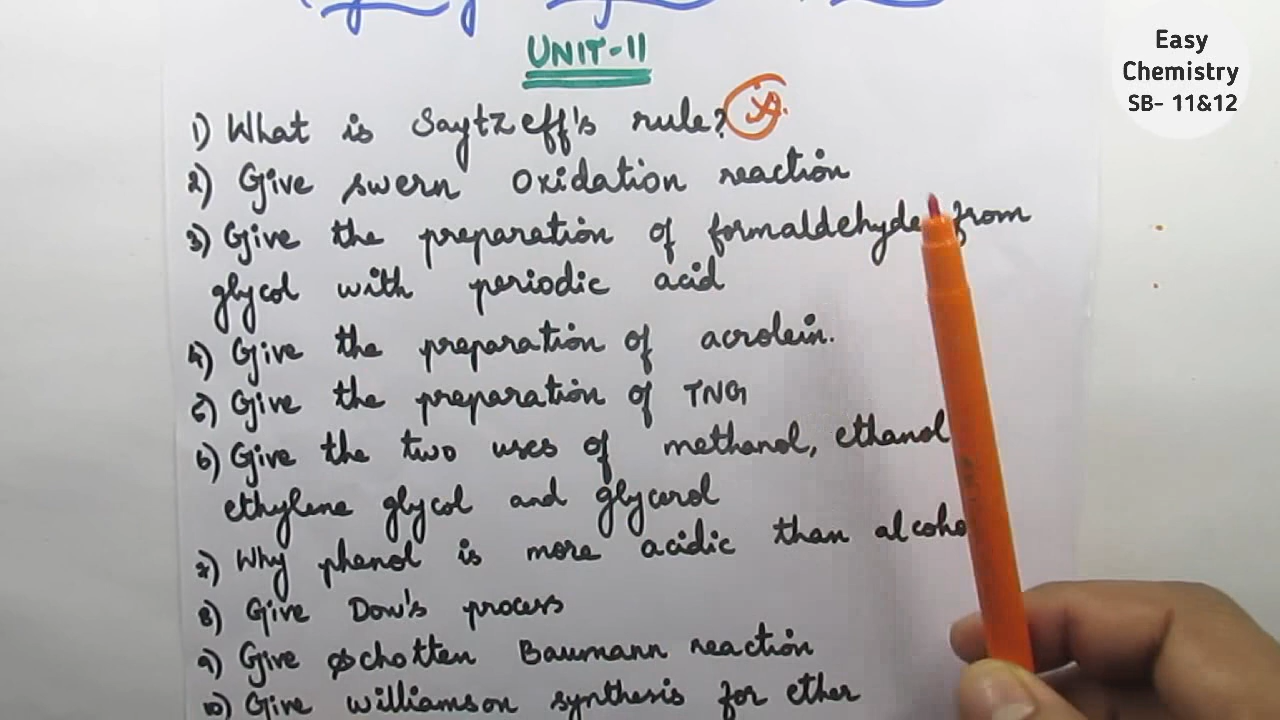 Easy
Chemistry
SB- 11&12
UNIT-11
1) What is Saytzeff's rule?
2) Give swern oxidation reaction
3) Give the preparation of formaldehyde from
glycol with periodic acid
4) Give the preparation of acrolein.
5) Give the preparation of TNG
6) Give the two uses of methanol, ethanol
ethylene glycol and glycerol
7) Why phenol is more acidic than alcoho
8) Give Dow's process
9) Give schotten Baumann reaction
10) Give williamson synthesis for ether